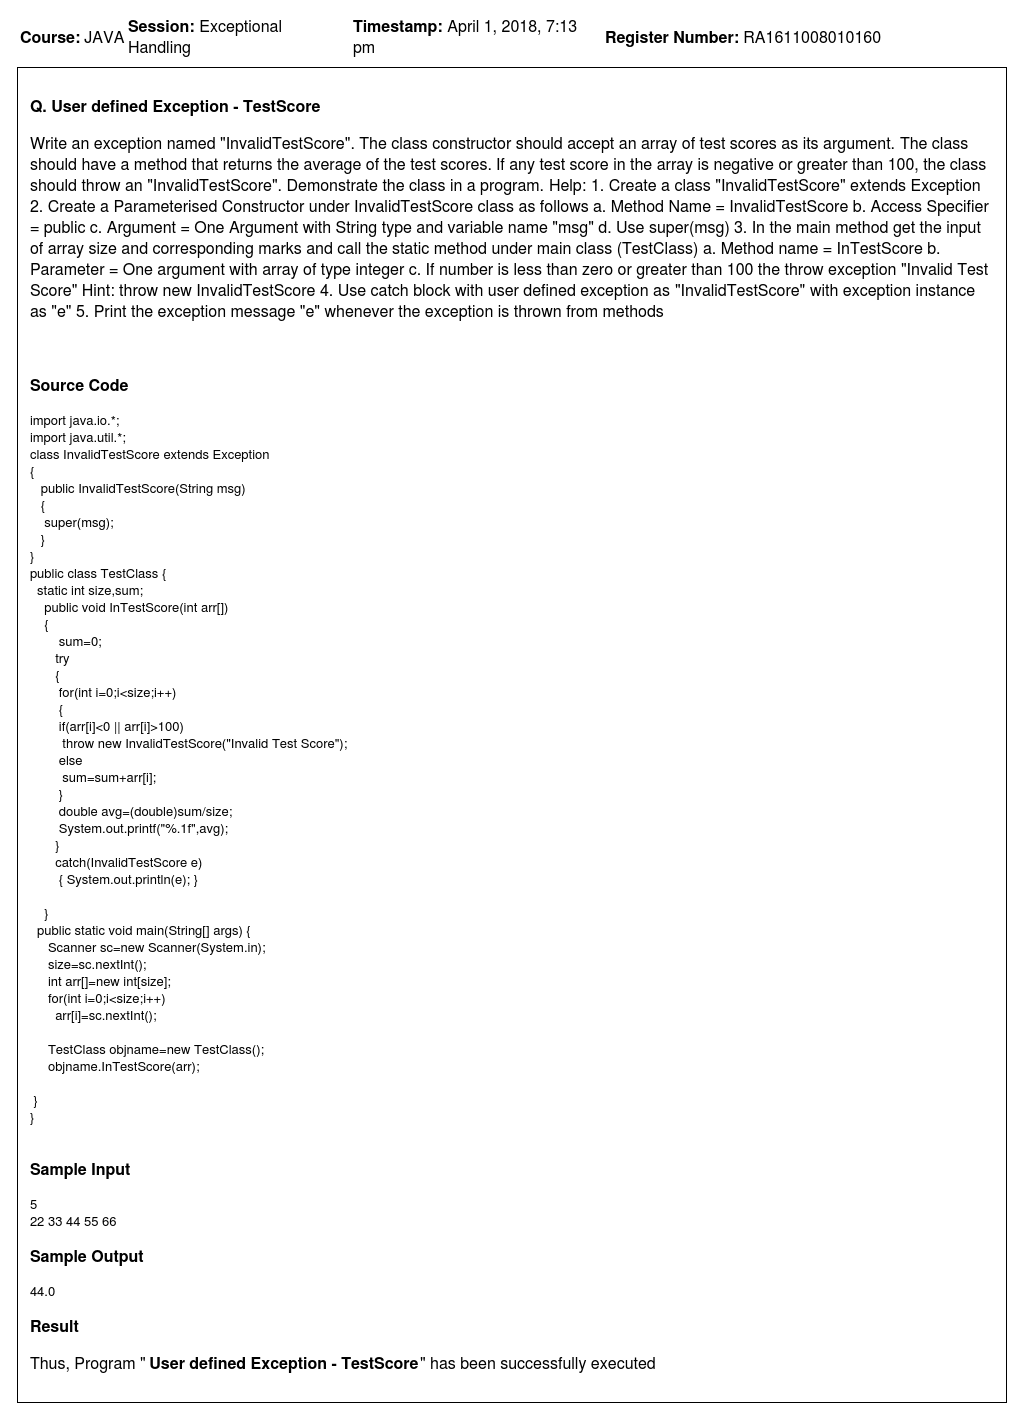 Course: JAVA Session: Exceptional Handling Timestamp: April 1, 2018, 7:13 pm Register Number: RA1611008010160
Q. User defined Exception - TestScore
Write an exception named "InvalidTestScore". The class constructor should accept an array of test scores as its argument. The class
should have a method that returns the average of the test scores. If any test score in the array is negative or greater than 100, the class
should throw an "InvalidTestScore". Demonstrate the class in a program. Help: 1. Create a class "InvalidTestScore" extends Exception
2. Create a Parameterised Constructor under InvalidTestScore class as follows a. Method Name = InvalidTestScore b. Access Specifier
= public c. Argument = One Argument with String type and variable name "msg" d. Use super(msg) 3. In the main method get the input
of array size and corresponding marks and call the static method under main class (TestClass) a. Method name = InTestScore b.
Parameter = One argument with array of type integer c. If number is less than zero or greater than 100 the throw exception "Invalid Test
Score" Hint: throw new InvalidTestScore 4. Use catch block with user defined exception as "InvalidTestScore" with exception instance
as "e" 5. Print the exception message "e" whenever the exception is thrown from methods
Source Code
import java.io.*;
import java.util.*;
class InvalidTestScore extends Exception
{
public InvalidTestScore(String msg)
{
super(msg);
}
}
public class TestClass {
static int size,sum;
public void InTestScore(int arr[])
{
sum=0;
try
{
for(int i=0;i<size;i++)
{
if(arr[i]<0 || arr[i]>100)
throw new InvalidTestScore("Invalid Test Score");
else
sum=sum+arr[i];
}
double avg=(double)sum/size;
System.out.printf("%.1f",avg);
}
catch(InvalidTestScore e)
{ System.out.println(e); }
}
public static void main(String[] args) {
Scanner sc=new Scanner(System.in);
size=sc.nextInt();
int arr[]=new int[size];
for(int i=0;i<size;i++)
arr[i]=sc.nextInt();
TestClass objname=new TestClass();
objname.InTestScore(arr);
}
}
Sample Input
5
22 33 44 55 66
Sample Output
44.0
Result
Thus, Program " User defined Exception - TestScore" has been successfully executed